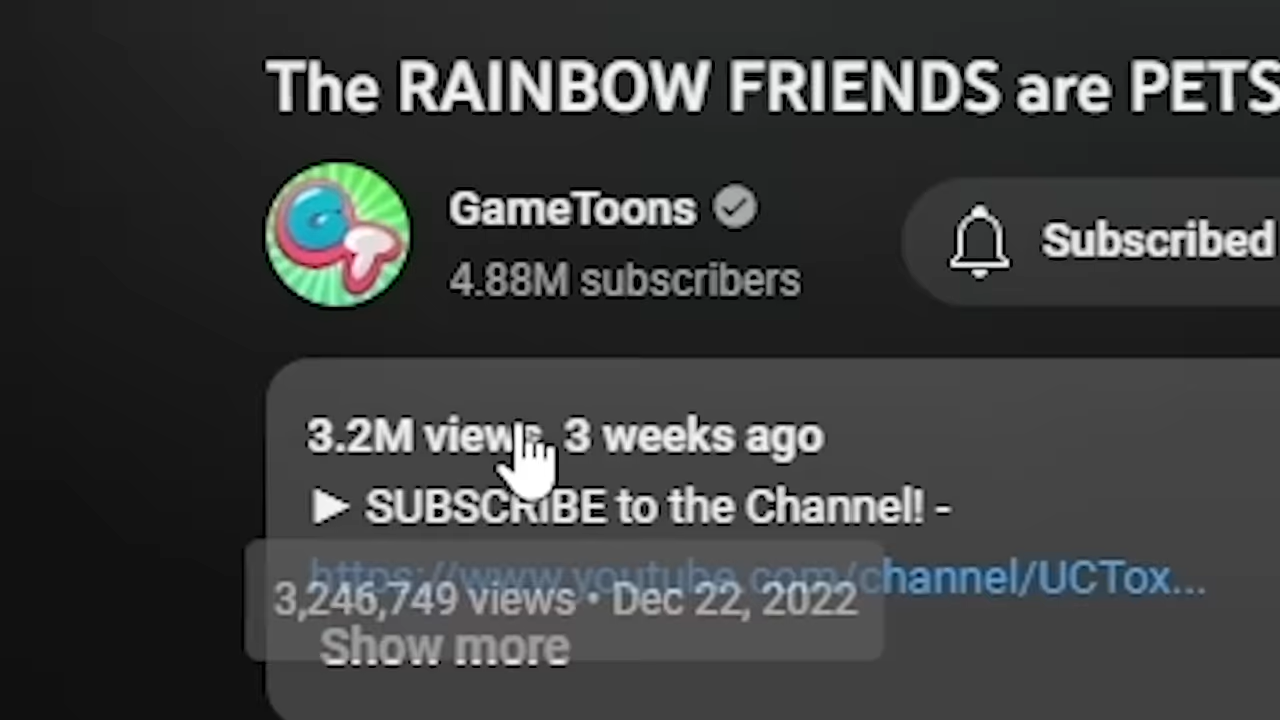 The RAINBOW FRIENDS are PETS
GameToons
4.88M subscribers
Subscribed
3.2M views 3 weeks ago
▶ SUBSCRIBE to the Channel! -
https://www.youtube.com/channel/UCTox...
3,246,749 views • Dec 22, 2022
Show more